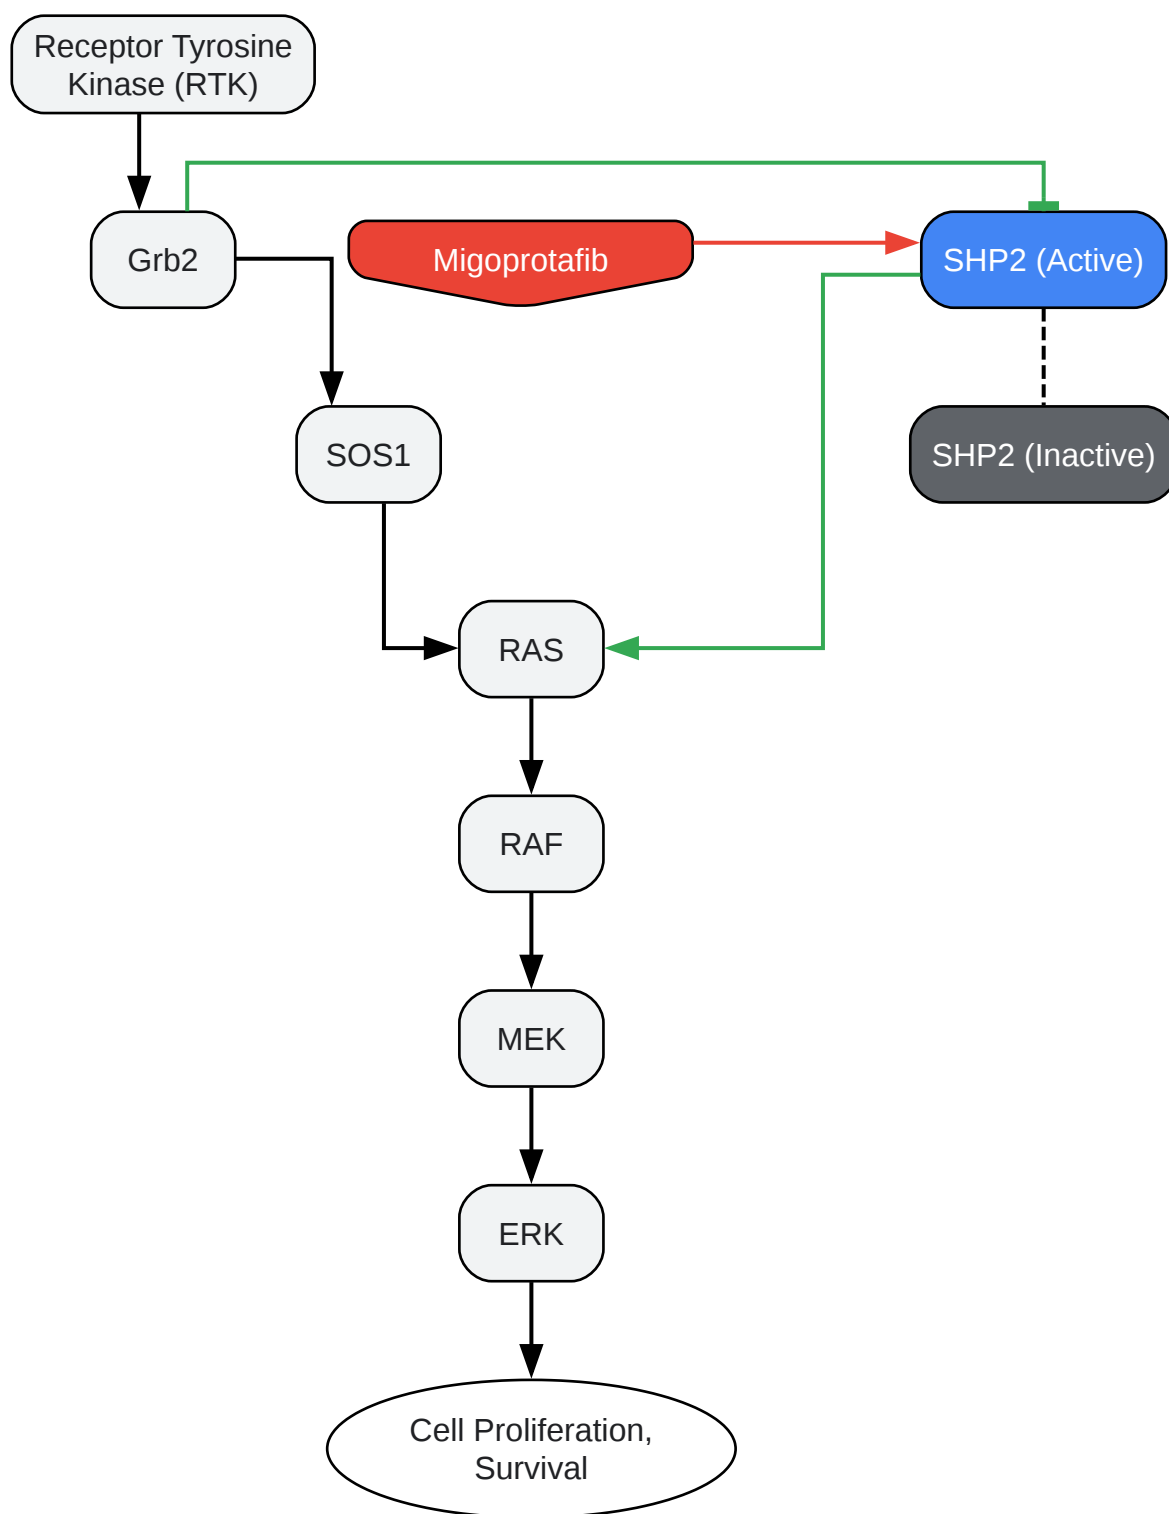 Receptor Tyrosine
Kinase (RTK)
Grb2
Migoprotafib
SHP2 (Active)
SOS1
SHP2 (Inactive)
RAS
RAF
MEK
ERK
Cell Proliferation,
Survival